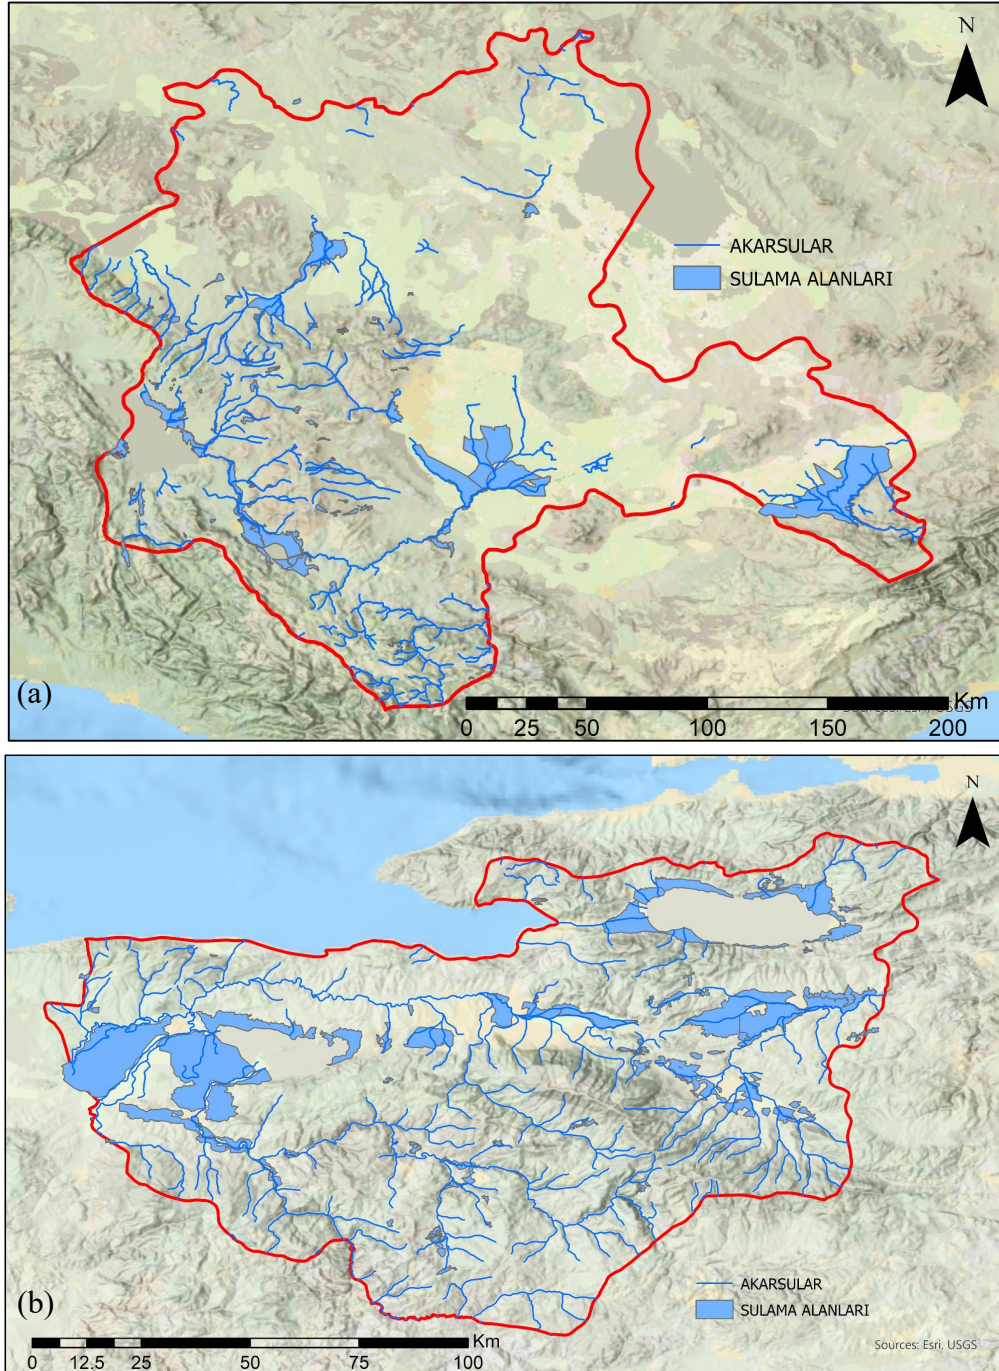 N
AKARSULAR
SULAMA ALANLARI
(a)
Km
Sources: Esri, USGS
0 25 50 100 150 200
N
AKARSULAR
SULAMA ALANLARI
(b)
Sources: Esri, USGS
Km
0 12.5 25 50 75 100